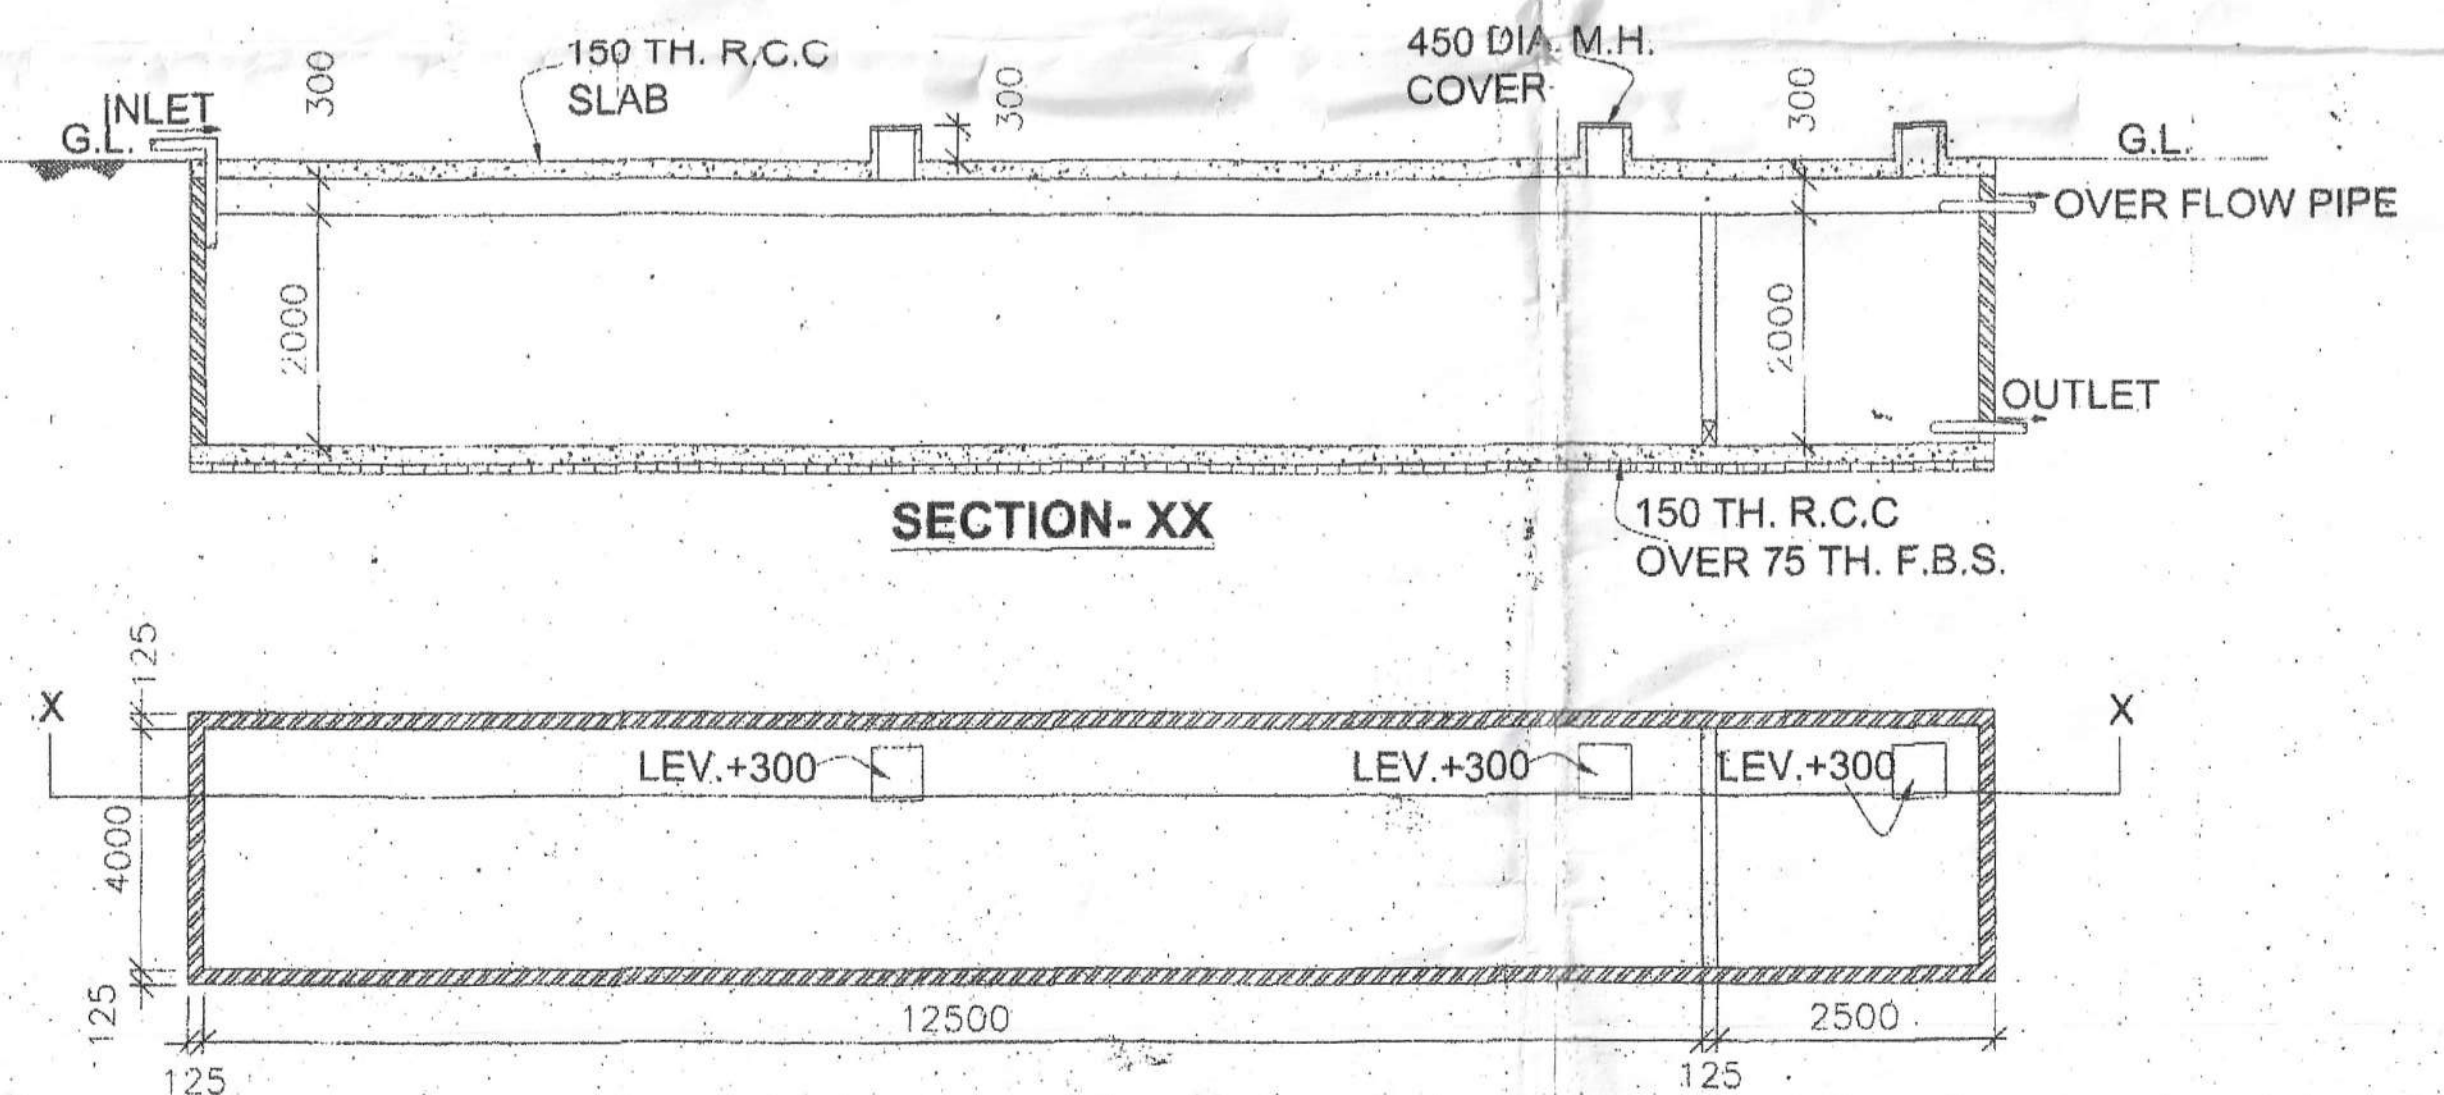 300
150 TH. R.C.C
SLAB
300
450 DIA. M.H.
COVER
300
INLET
G.L.
G.L.
OVER FLOW PIPE
2000
2000
OUTLET
SECTION- XX
150 TH. R.C.C
OVER 75 TH. F.B.S.
125
X
X
LEV.+300
LEV.+300
LEV.+300
4000
125
12500
2500
125
125